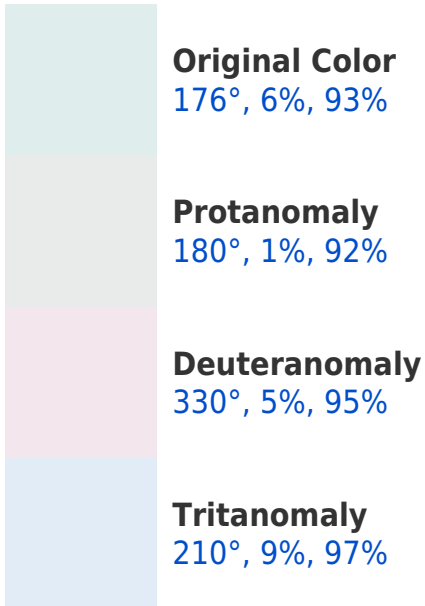 Original Color
176°, 6%, 93%
Protanomaly
180°, 1%, 92%
Deuteranomaly
330°, 5%, 95%
Tritanomaly
210°, 9%, 97%